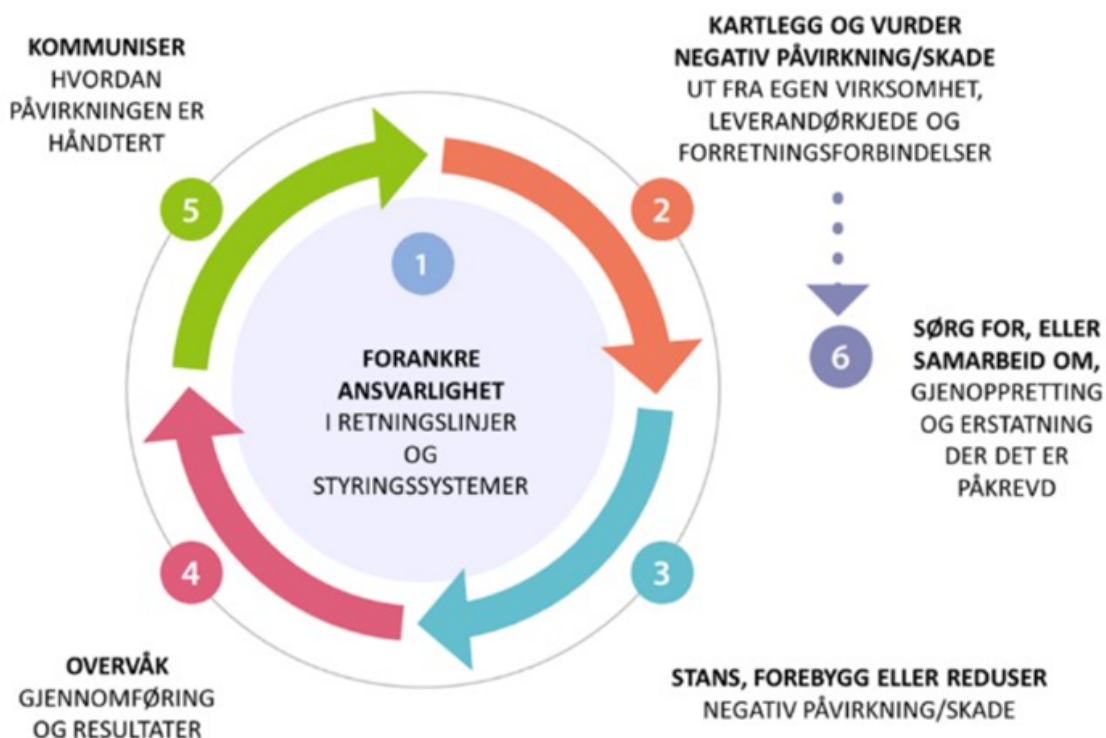 1
FORANKRE
ANSVARLIGHET
I RETNINGSLINJER
OG
STYRINGSSYSTEMER
2
KARTLEGG OG VURDER
NEGATIV PÅVIRKNING/SKADE
UT FRA EGEN VIRKSOMHET,
LEVERANDØRKJEDE OG
FORRETNINGSFORBINDELSER
3
STANS, FOREBYGG ELLER REDUSER
NEGATIV PÅVIRKNING/SKADE
4
OVERVÅK
GJENNOMFØRING
OG RESULTATER
5
KOMMUNISER
HVORDAN
PÅVIRKNINGEN ER
HÅNDTERT
6
SØRG FOR, ELLER
SAMARBEID OM,
GJENOPPRETTING
OG ERSTATNING
DER DET ER
PÅKREVD